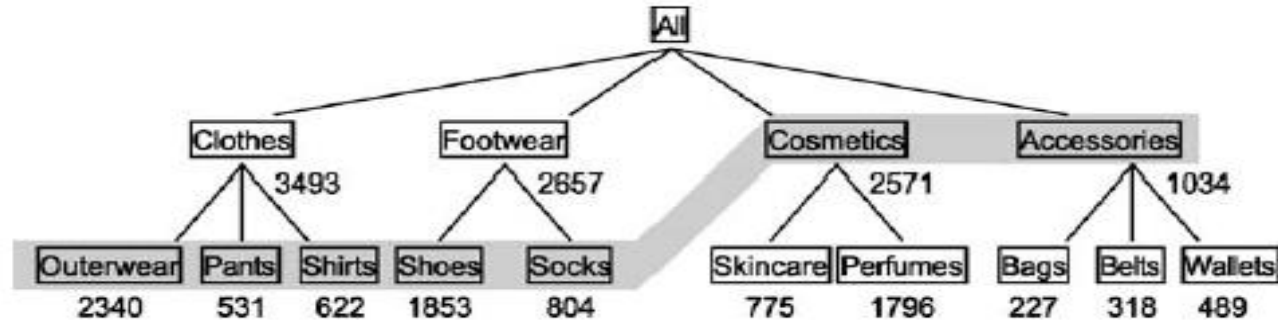 All
Clothes Footwear Cosmetics Accessories
3493 2657 2571 1034
Outerwear Pants Shirts Shoes Socks Skincare Perfumes Bags Belts Wallets
2340 531 622 1853 804 775 1796 227 318 489